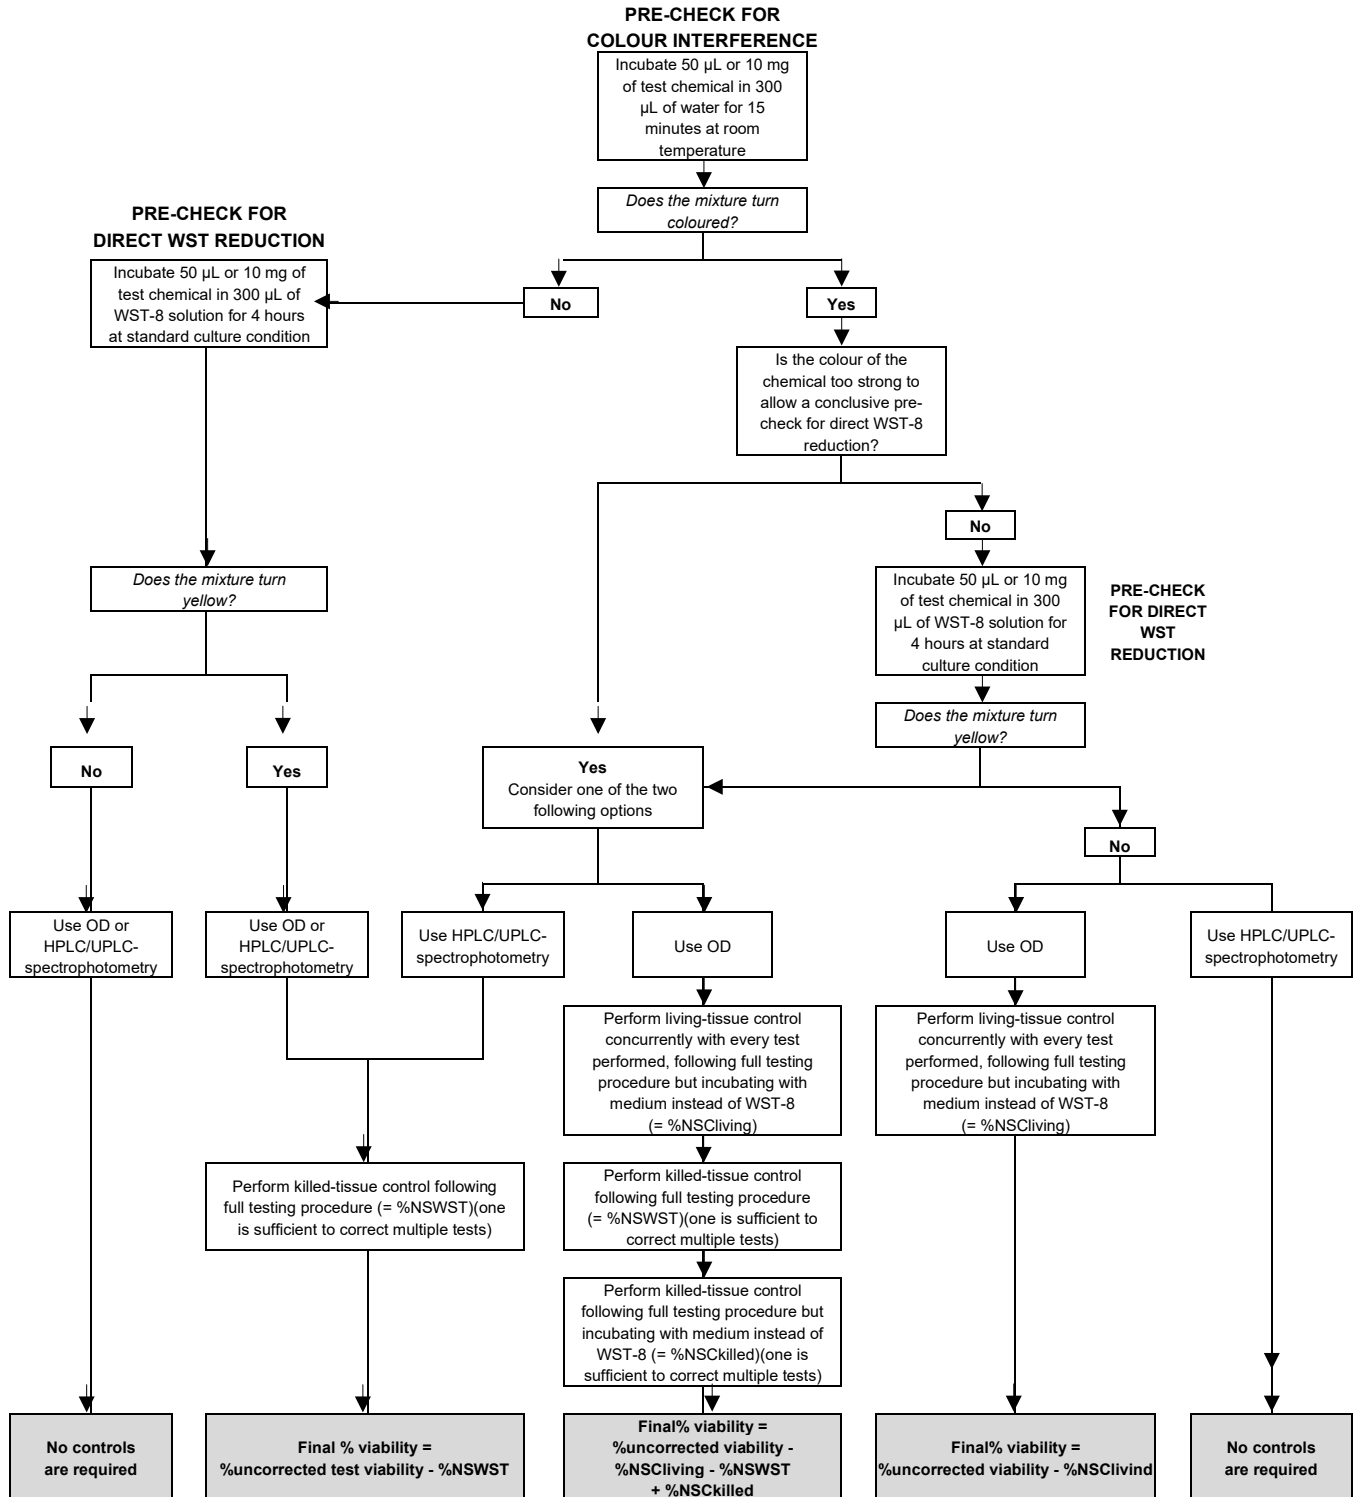 PRE-CHECK FOR
COLOUR INTERFERENCE
Incubate 50 µL or 10 mg
of test chemical in 300
µL of water for 15
minutes at room
temperature
Does the mixture turn
coloured?
PRE-CHECK FOR
DIRECT WST REDUCTION
Incubate 50 µL or 10 mg of
test chemical in 300 µL of
WST-8 solution for 4 hours
at standard culture condition
No
Yes
Is the colour of the
chemical too strong to
allow a conclusive pre-
check for direct WST-8
reduction?
No
Does the mixture turn
yellow?
Incubate 50 µL or 10 mg
of test chemical in 300
µL of WST-8 solution for
4 hours at standard
culture condition
PRE-CHECK
FOR DIRECT
WST
REDUCTION
Does the mixture turn
yellow?
No
Yes
Yes
Consider one of the two
following options
No
Use OD or
HPLC/UPLC-
spectrophotometry
Use OD or
HPLC/UPLC-
spectrophotometry
Use HPLC/UPLC-
spectrophotometry
Use OD
Use OD
Use HPLC/UPLC-
spectrophotometry
Perform living-tissue control
concurrently with every test
performed, following full testing
procedure but incubating with
medium instead of WST-8
(= %NSCliving)
Perform living-tissue control
concurrently with every test
performed, following full testing
procedure but incubating with
medium instead of WST-8
(= %NSCliving)
Perform killed-tissue control following
full testing procedure (= %NSWST)(one
is sufficient to correct multiple tests)
Perform killed-tissue control
following full testing procedure
(= %NSWST)(one is sufficient to
correct multiple tests)
Perform killed-tissue control
following full testing procedure but
incubating with medium instead of
WST-8 (= %NSCkilled)(one is
sufficient to correct multiple tests)
No controls
are required
Final % viability =
%uncorrected test viability - %NSWST
Final% viability =
%uncorrected viability -
%NSCliving - %NSWST
+ %NSCkilled
Final% viability =
%uncorrected viability - %NSClivind
No controls
are required